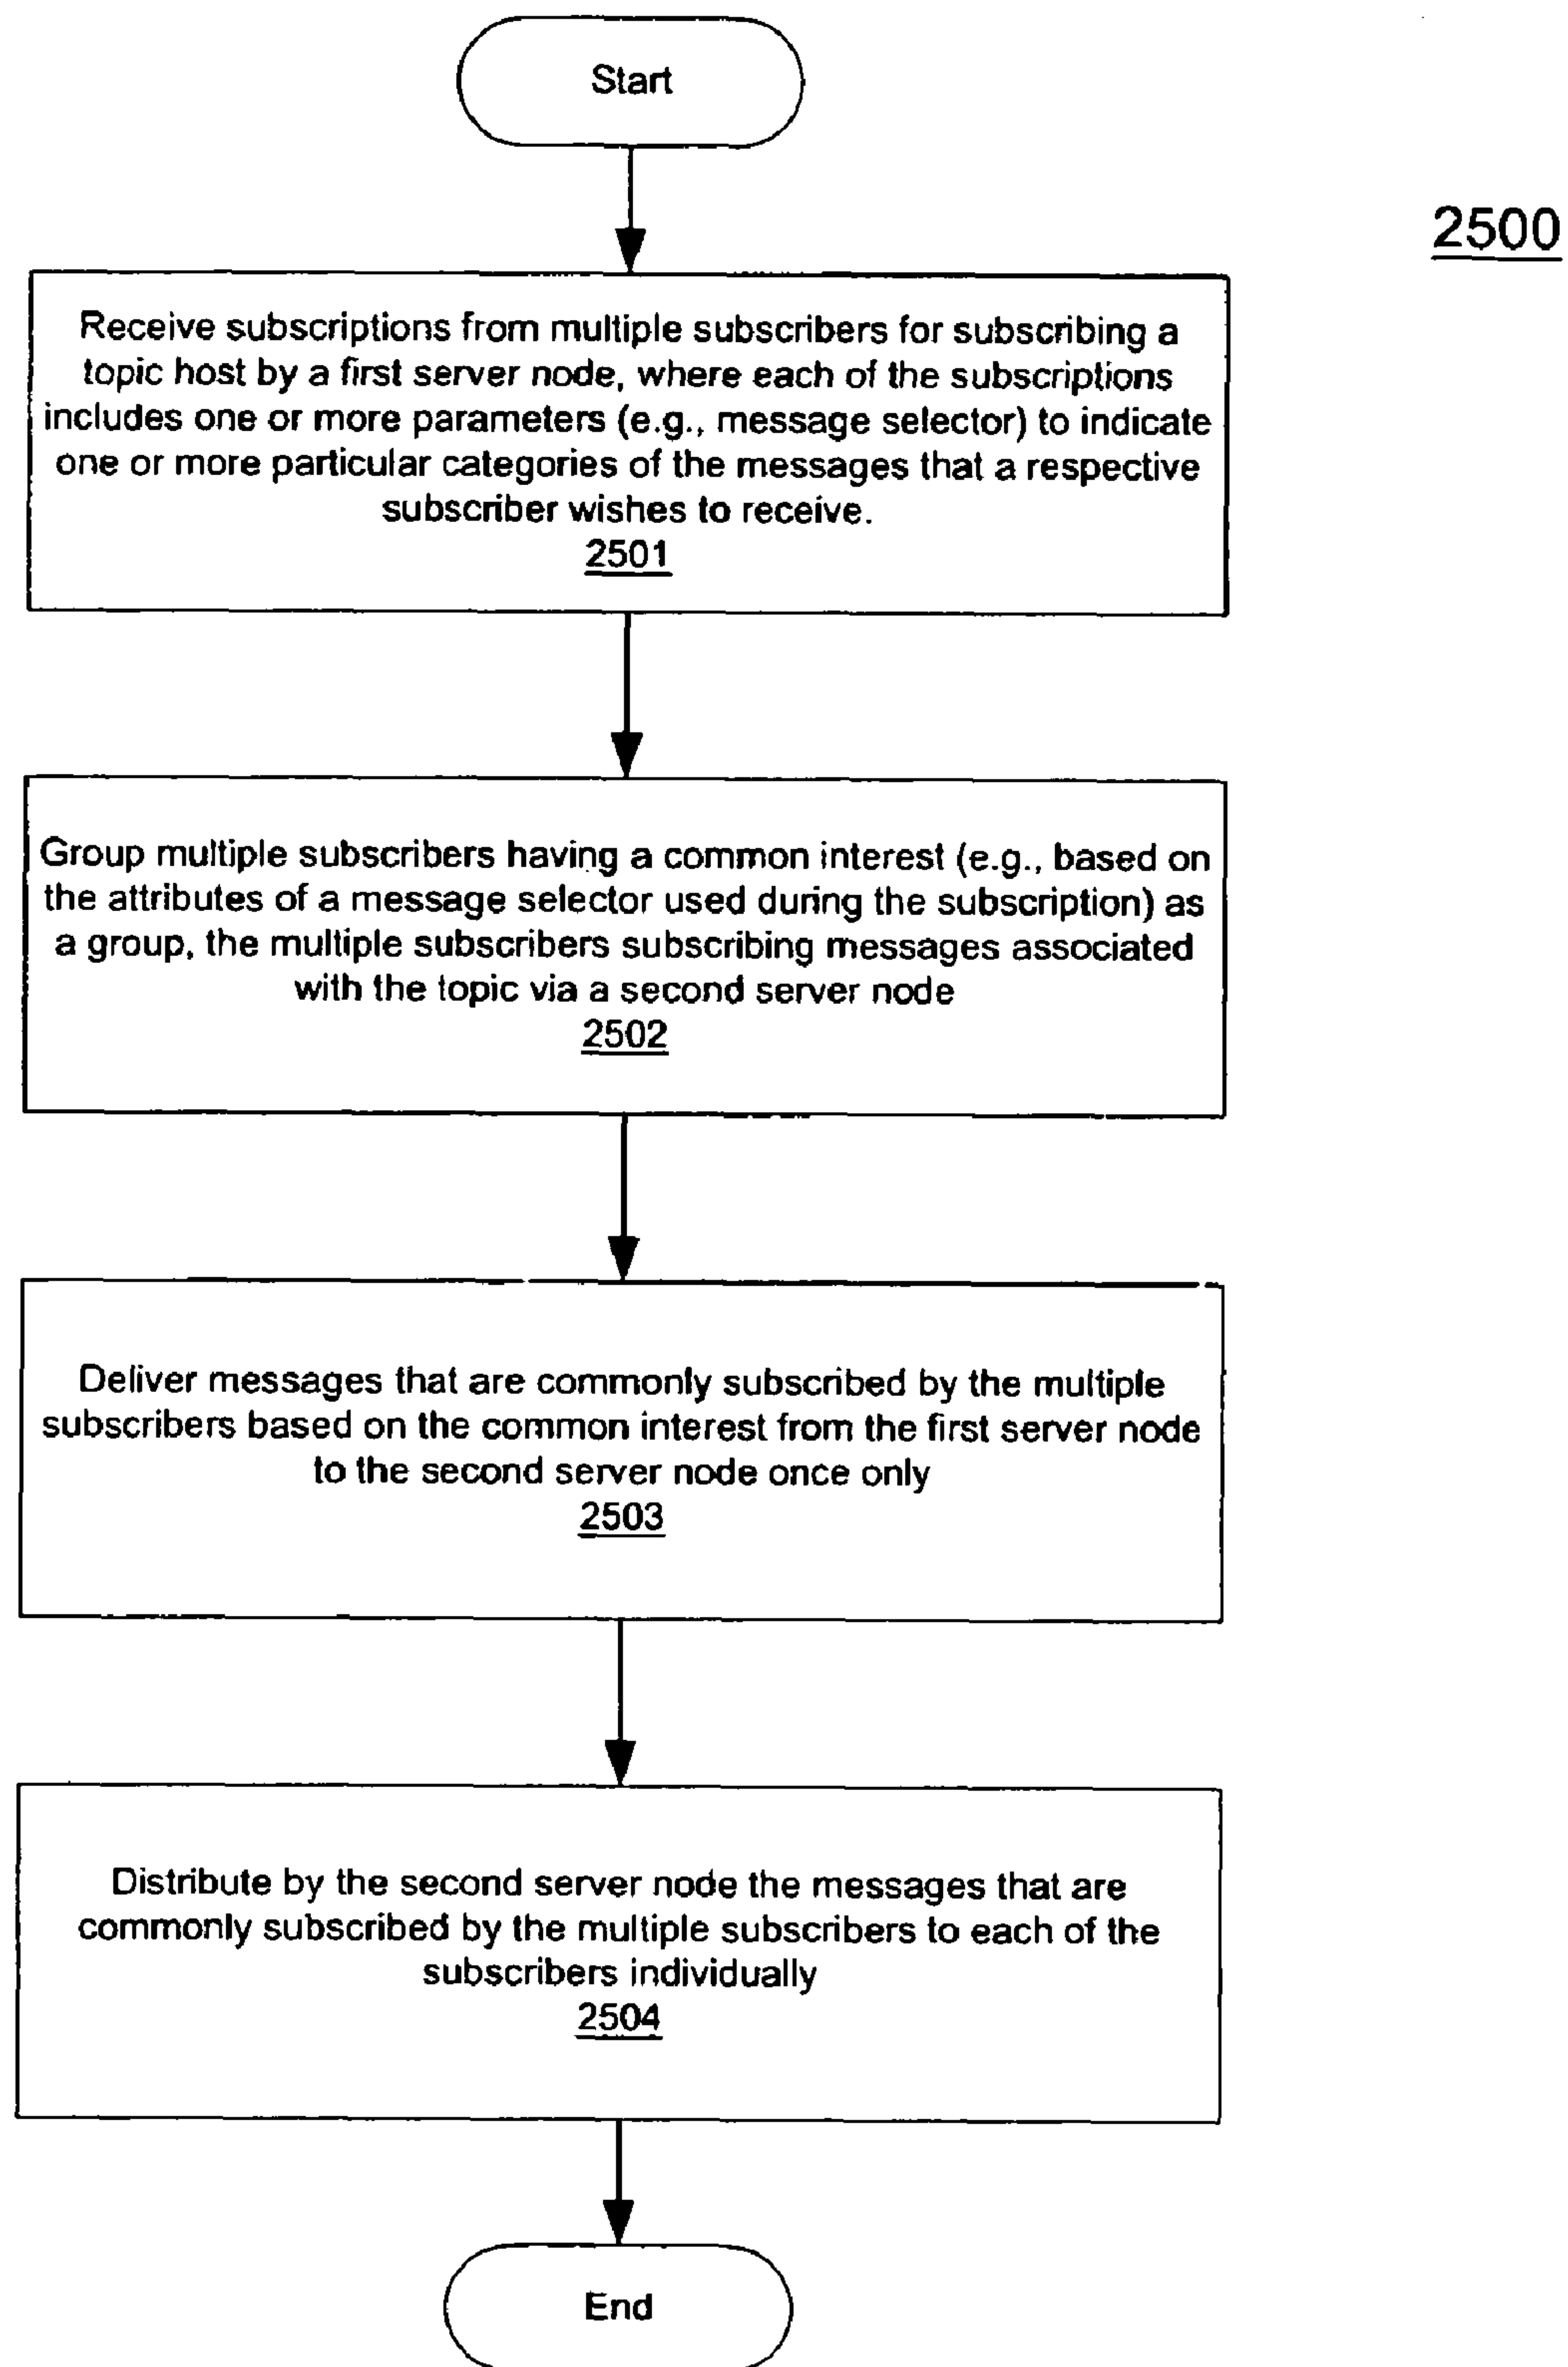 Start
2500
Receive subscriptions from multiple subscribers for subscribing a
topic host by a first server node, where each of the subscriptions
includes one or more parameters (e.g., message selector) to indicate
one or more particular categories of the messages that a respective
subscriber wishes to receive.
2501
Group multiple subscribers having a common interest (e.g., based on
the attributes of a message selector used during the subscription) as
a group, the multiple subscribers subscribing messages associated
with the topic via a second server node
2502
Deliver messages that are commonly subscribed by the multiple
subscribers based on the common interest from the first server node
to the second server node once only
2503
Distribute by the second server node the messages that are
commonly subscribed by the multiple subscribers to each of the
subscribers individually
2504
End